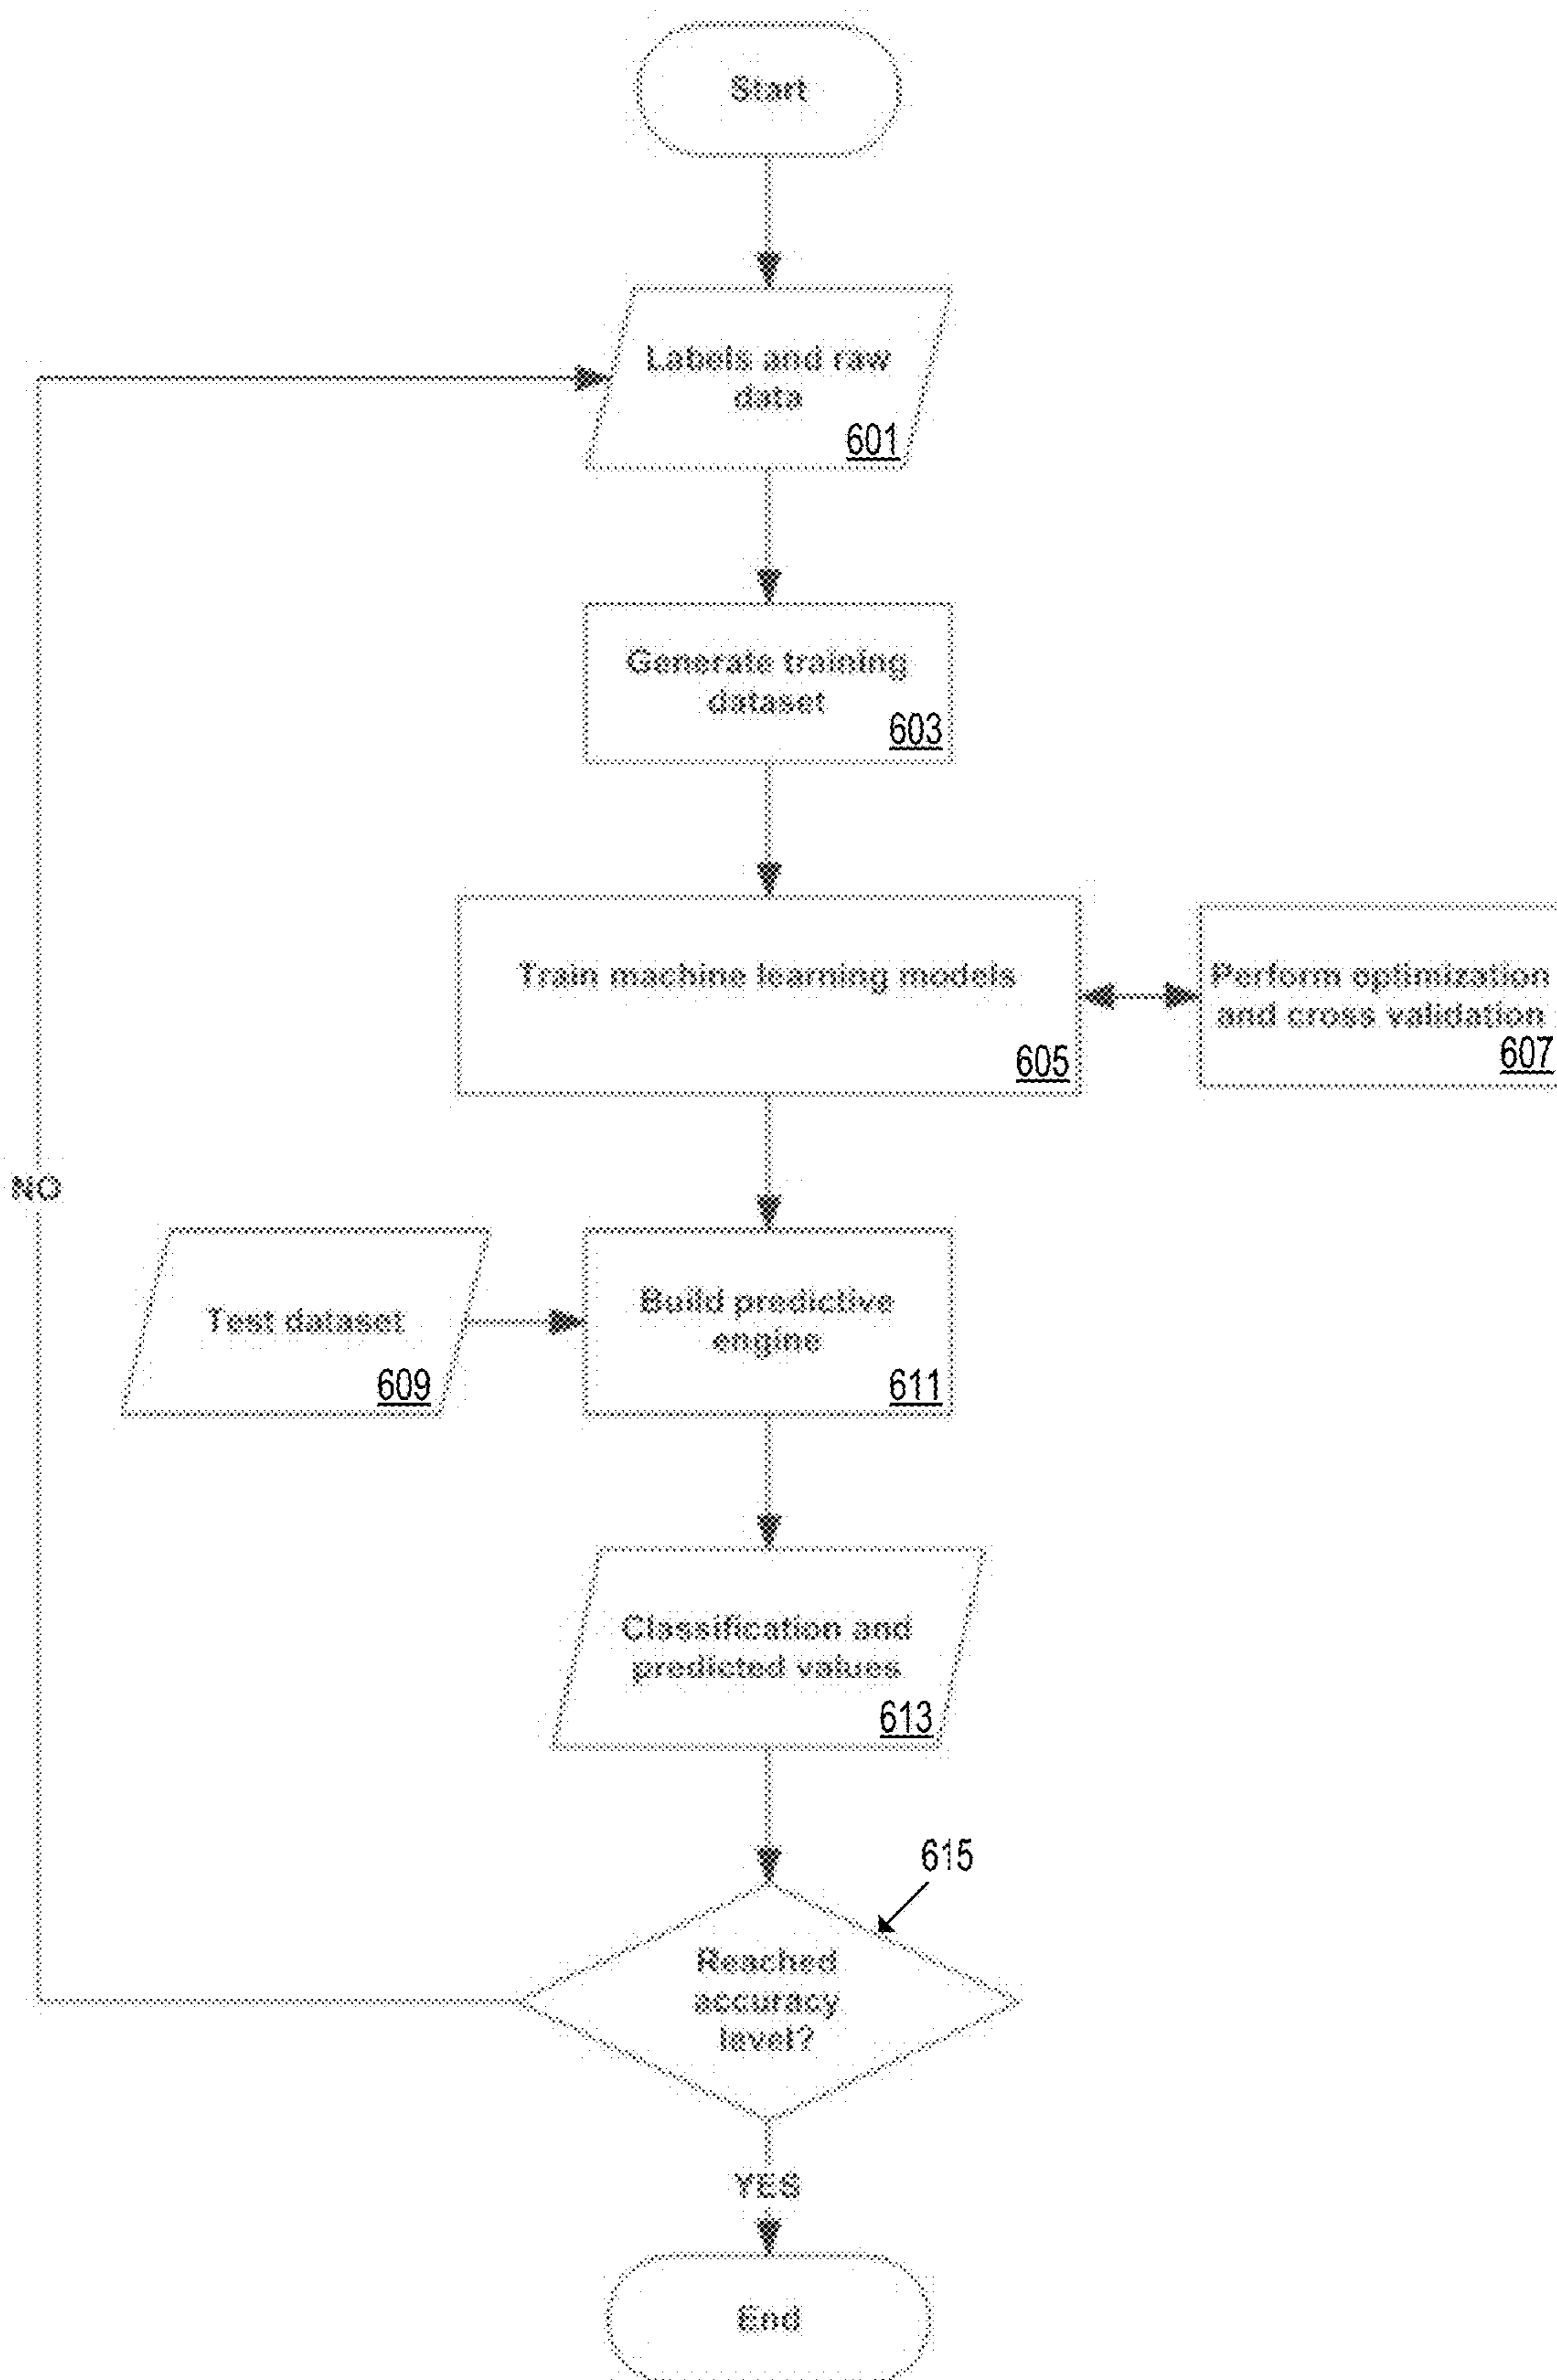 Start
Labels and raw
data
601
Generate training
dataset
603
Train machine learning models
605
Perform optimization
and cross validation
607
NO
Test dataset
609
Build predictive
engine
611
Classification and
predicted values
613
615
Reached
accuracy
level?
YES
End